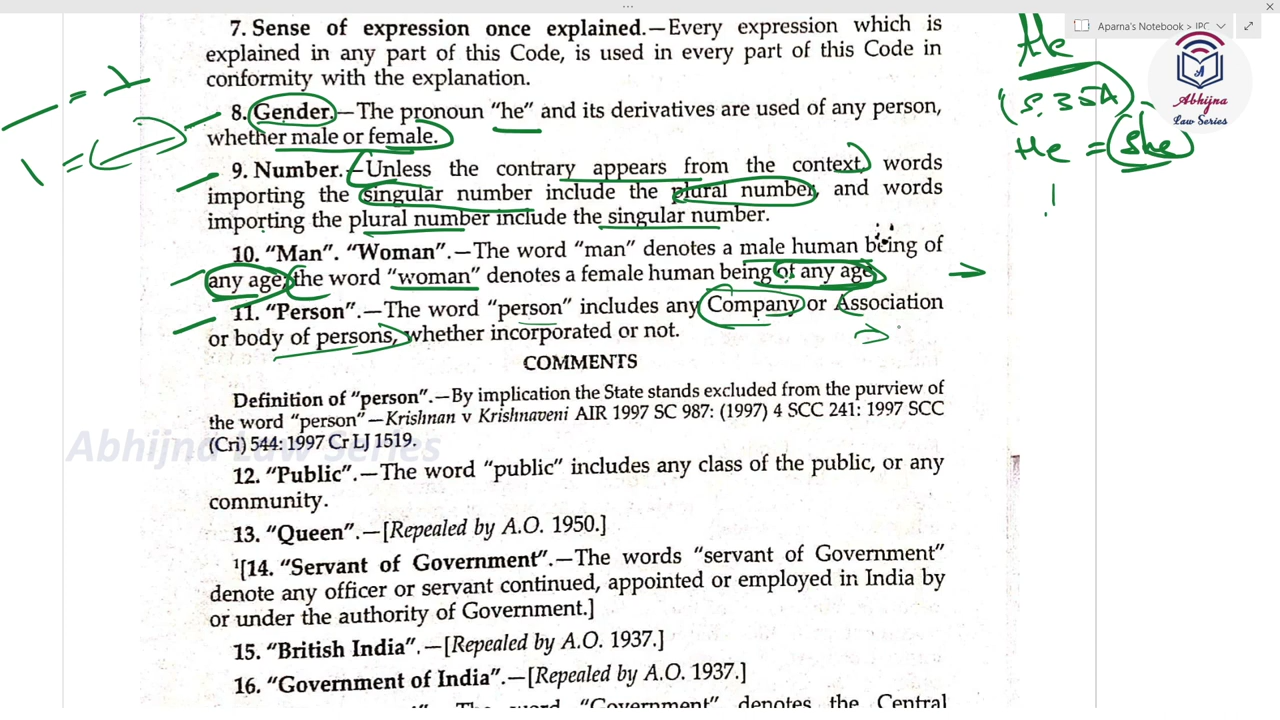 Aparna's Notebook > IPC
7. Sense of expression once explained.—Every expression which is
explained in any part of this Code, is used in every part of this Code in
conformity with the explanation.
8. Gender.—The pronoun "he" and its derivatives are used of any person,
whether male or female.
9. Number.—Unless the contrary appears from the context, words
importing the singular number include the plural number, and words
importing the plural number include the singular number.
10. "Man". "Woman".—The word "man" denotes a male human being of
any age; the word "woman" denotes a female human being of any age.
11. "Person".—The word "person" includes any Company or Association
or body of persons, whether incorporated or not.
COMMENTS
Definition of "person".—By implication the State stands excluded from the purview of
the word "person"—Krishnan v Krishnaveni AIR 1997 SC 987: (1997) 4 SCC 241: 1997 SCC
(Cri) 544: 1997 Cr LJ 1519.
12. "Public".—The word "public" includes any class of the public, or any
community.
13. "Queen".—[Repealed by A.O. 1950.]
¹[14. "Servant of Government".—The words "servant of Government"
denote any officer or servant continued, appointed or employed in India by
or under the authority of Government.]
15. "British India".—[Repealed by A.O. 1937.]
16. "Government of India".—[Repealed by A.O. 1937.]
"Government" denotes the Central
He
(S.354)
He = she
Abhijna
Law Series
Abhijna Law Series